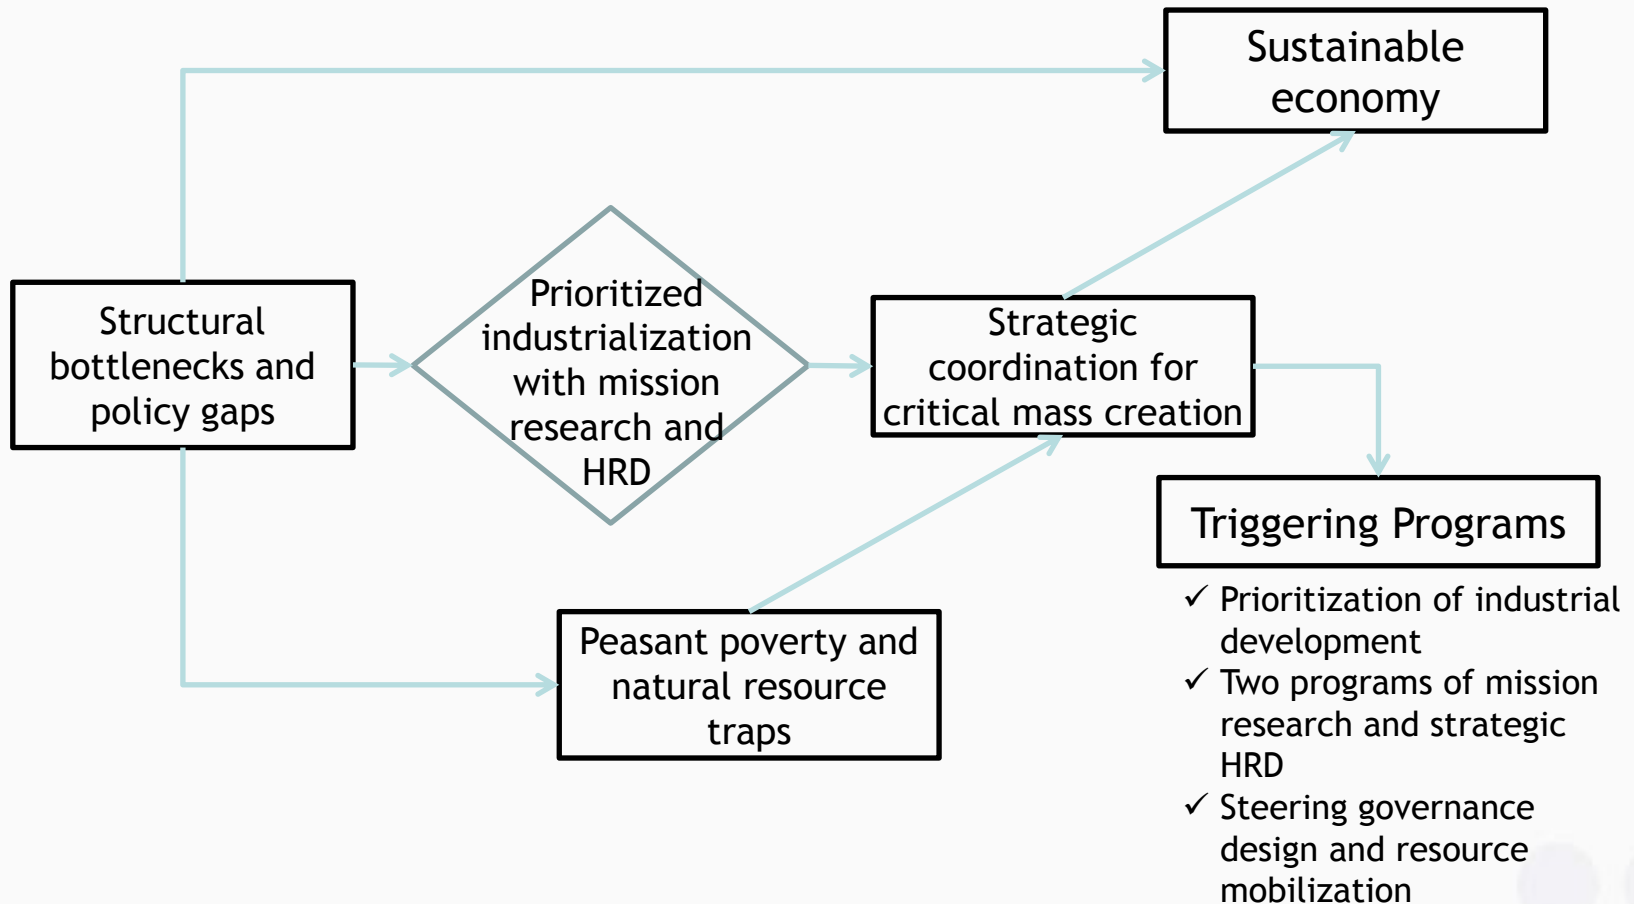 Sustainable
economy
Structural
bottlenecks and
policy gaps
Prioritized
industrialization
with mission
research and
HRD
Strategic
coordination for
critical mass creation
Peasant poverty and
natural resource
traps
Triggering Programs
✓ Prioritization of industrial
development
✓ Two programs of mission
research and strategic
HRD
✓ Steering governance
design and resource
mobilization